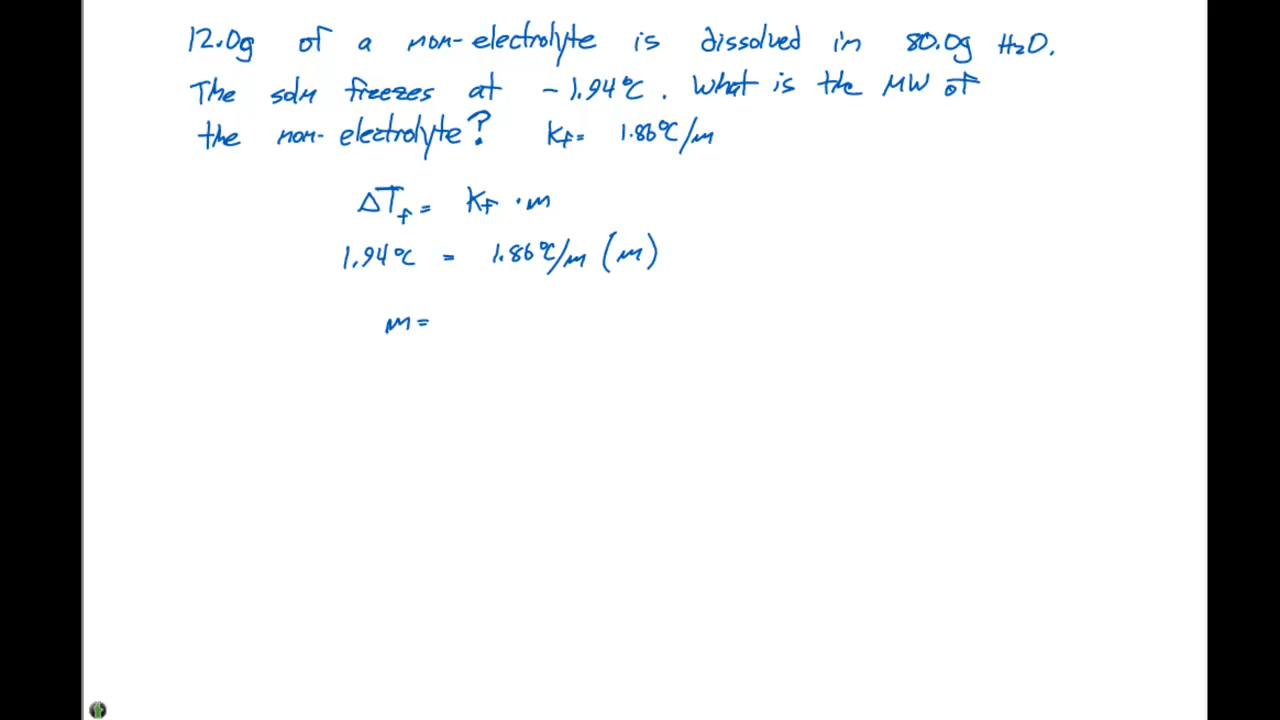 12.0g of a non-electrolyte is dissolved in 80.0g H₂O.
The soln freezes at -1.94°C. What is the MW of
the non-electrolyte? Kf= 1.86°C/m
ΔTf = Kf · m
1.94°C = 1.86°C/m (m)
m =